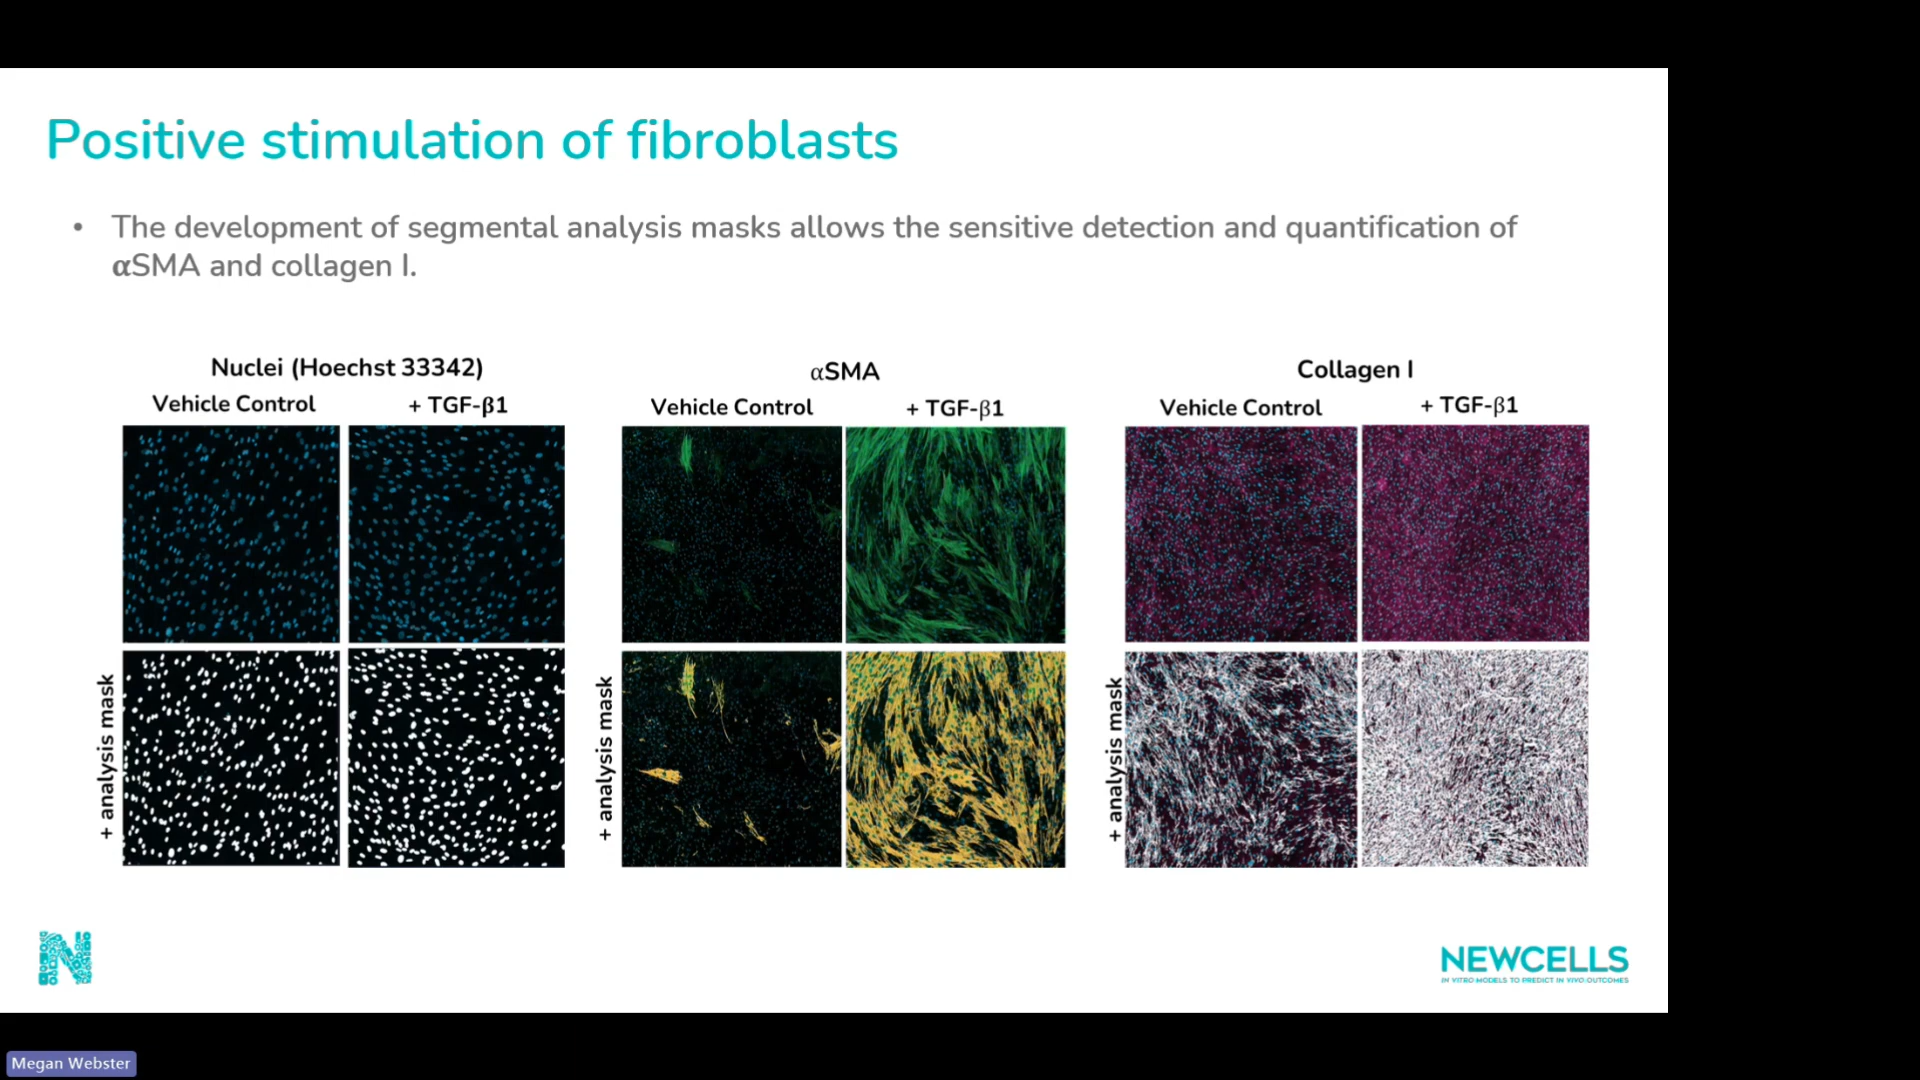 Positive stimulation of fibroblasts
• The development of segmental analysis masks allows the sensitive detection and quantification of
αSMA and collagen I.
Nuclei (Hoechst 33342)
Vehicle Control
+ TGF-β1
+ analysis mask
αSMA
Vehicle Control
+ TGF-β1
+ analysis mask
Collagen I
Vehicle Control
+ TGF-β1
+ analysis mask
N
NEWCELLS
IN VITRO MODELS TO PREDICT IN VIVO OUTCOMES
Megan Webster